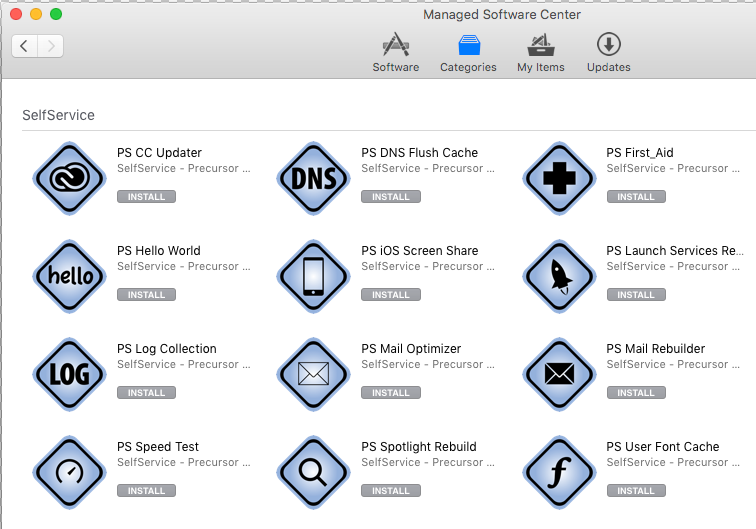 Managed Software Center
Software Categories My Items Updates
SelfService
PS CC Updater
SelfService - Precursor ...
INSTALL
DNS
PS DNS Flush Cache
SelfService - Precursor ...
INSTALL
PS First_Aid
SelfService - Precursor ...
INSTALL
hello
PS Hello World
SelfService - Precursor ...
INSTALL
PS iOS Screen Share
SelfService - Precursor ...
INSTALL
PS Launch Services Re...
SelfService - Precursor ...
INSTALL
LOG
PS Log Collection
SelfService - Precursor ...
INSTALL
PS Mail Optimizer
SelfService - Precursor ...
INSTALL
PS Mail Rebuilder
SelfService - Precursor ...
INSTALL
PS Speed Test
SelfService - Precursor ...
INSTALL
PS Spotlight Rebuild
SelfService - Precursor ...
INSTALL
f
PS User Font Cache
SelfService - Precursor ...
INSTALL